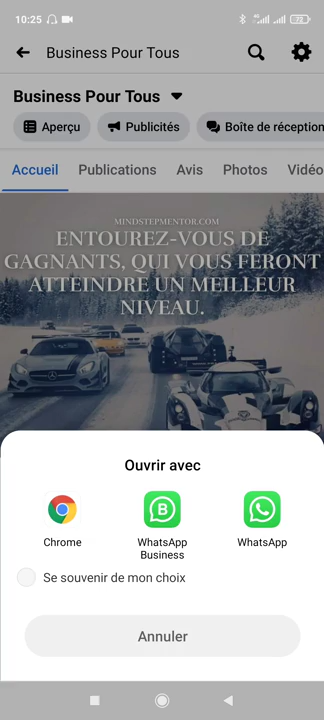 10:25
4G
72
Business Pour Tous
Business Pour Tous
Aperçu
Publicités
Boîte de réception
Accueil
Publications
Avis
Photos
Vidéo
MINDSTEPMENTOR.COM
ENTOUREZ-VOUS DE
GAGNANTS, QUI VOUS FERONT
ATTEINDRE UN MEILLEUR
NIVEAU.
Ouvrir avec
Chrome
WhatsApp
Business
WhatsApp
Se souvenir de mon choix
Annuler